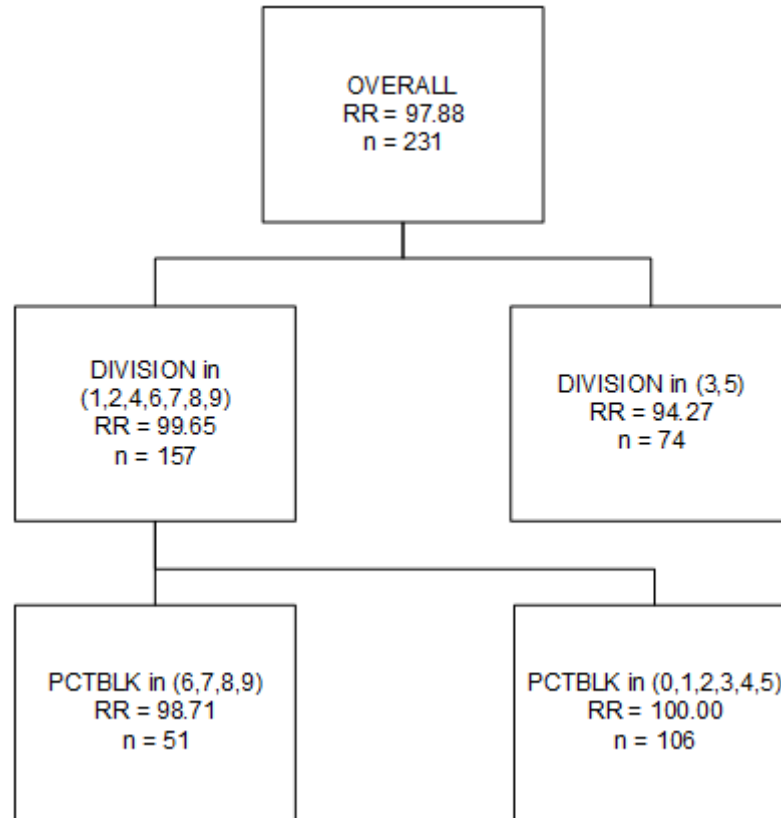 OVERALL
RR = 97.88
n = 231
DIVISION in
(1,2,4,6,7,8,9)
RR = 99.65
n = 157
DIVISION in (3,5)
RR = 94.27
n = 74
PCTBLK in (6,7,8,9)
RR = 98.71
n = 51
PCTBLK in (0,1,2,3,4,5)
RR = 100.00
n = 106